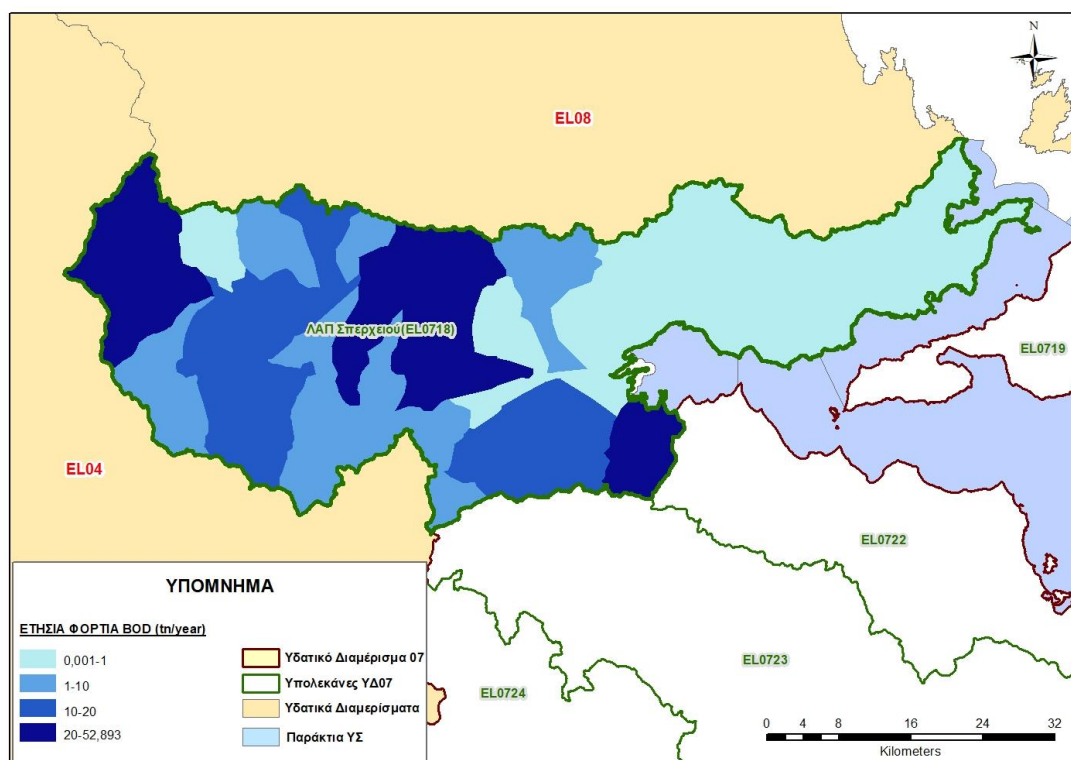 N
EL08
EL0719
ΛΑΠ Σπερχειού(EL0718)
EL04
EL0722
EL0723
EL0724
ΥΠΟΜΝΗΜΑ
ΕΤΗΣΙΑ ΦΟΡΤΙΑ BOD (tn/year)
0,001-1
1-10
10-20
20-52,893
Υδατικό Διαμέρισμα 07
Υπολεκάνες ΥΔ07
Υδατικά Διαμερίσματα
Παράκτια ΥΣ
0 4 8 16 24 32
Kilometers